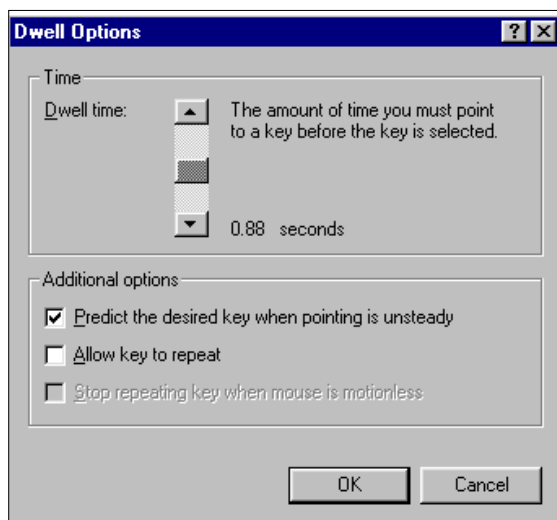 Dwell Options
Time
Dwell time:
The amount of time you must point
to a key before the key is selected.
0.88 seconds
Additional options
Predict the desired key when pointing is unsteady
Allow key to repeat
Stop repeating key when mouse is motionless
OK
Cancel